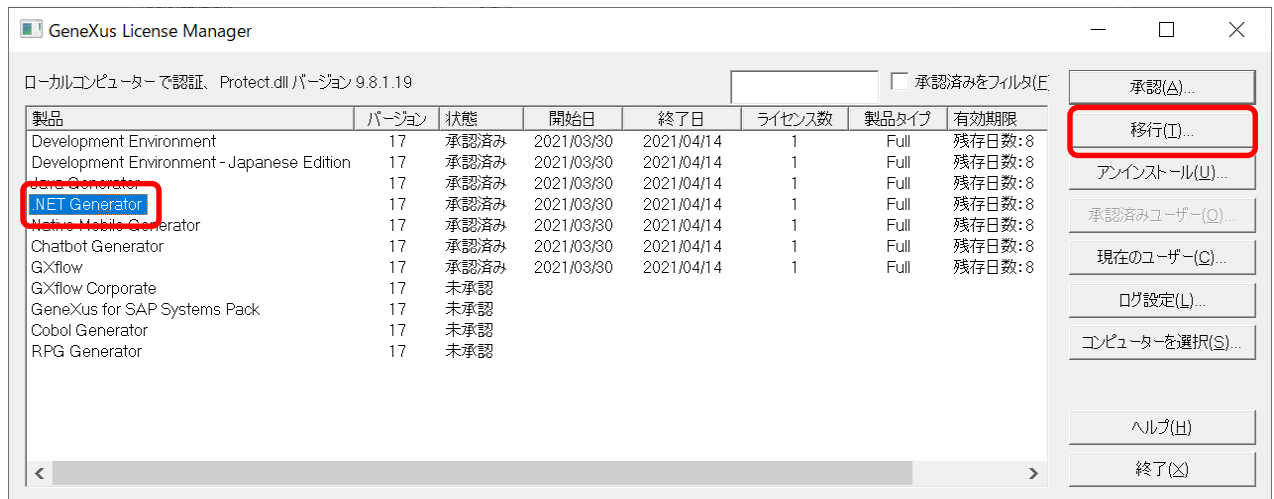 GeneXus License Manager
ローカルコンピューター で認証、Protect.dll バージョン 9.8.1.19
承認済みをフィルタ(F)
製品 バージョン 状態 開始日 終了日 ライセンス数 製品タイプ 有効期限
Development Environment 17 承認済み 2021/03/30 2021/04/14 1 Full 残存日数:8
Development Environment - Japanese Edition 17 承認済み 2021/03/30 2021/04/14 1 Full 残存日数:8
Java Generator 17 承認済み 2021/03/30 2021/04/14 1 Full 残存日数:8
.NET Generator 17 承認済み 2021/03/30 2021/04/14 1 Full 残存日数:8
Native Mobile Generator 17 承認済み 2021/03/30 2021/04/14 1 Full 残存日数:8
Chatbot Generator 17 承認済み 2021/03/30 2021/04/14 1 Full 残存日数:8
GXflow 17 承認済み 2021/03/30 2021/04/14 1 Full 残存日数:8
GXflow Corporate 17 未承認
GeneXus for SAP Systems Pack 17 未承認
Cobol Generator 17 未承認
RPG Generator 17 未承認
承認(A)...
移行(T)...
アンインストール(U)...
承認済みユーザー(O)...
現在のユーザー(C)...
ログ設定(L)...
コンピューターを選択(S)...
ヘルプ(H)
終了(X)